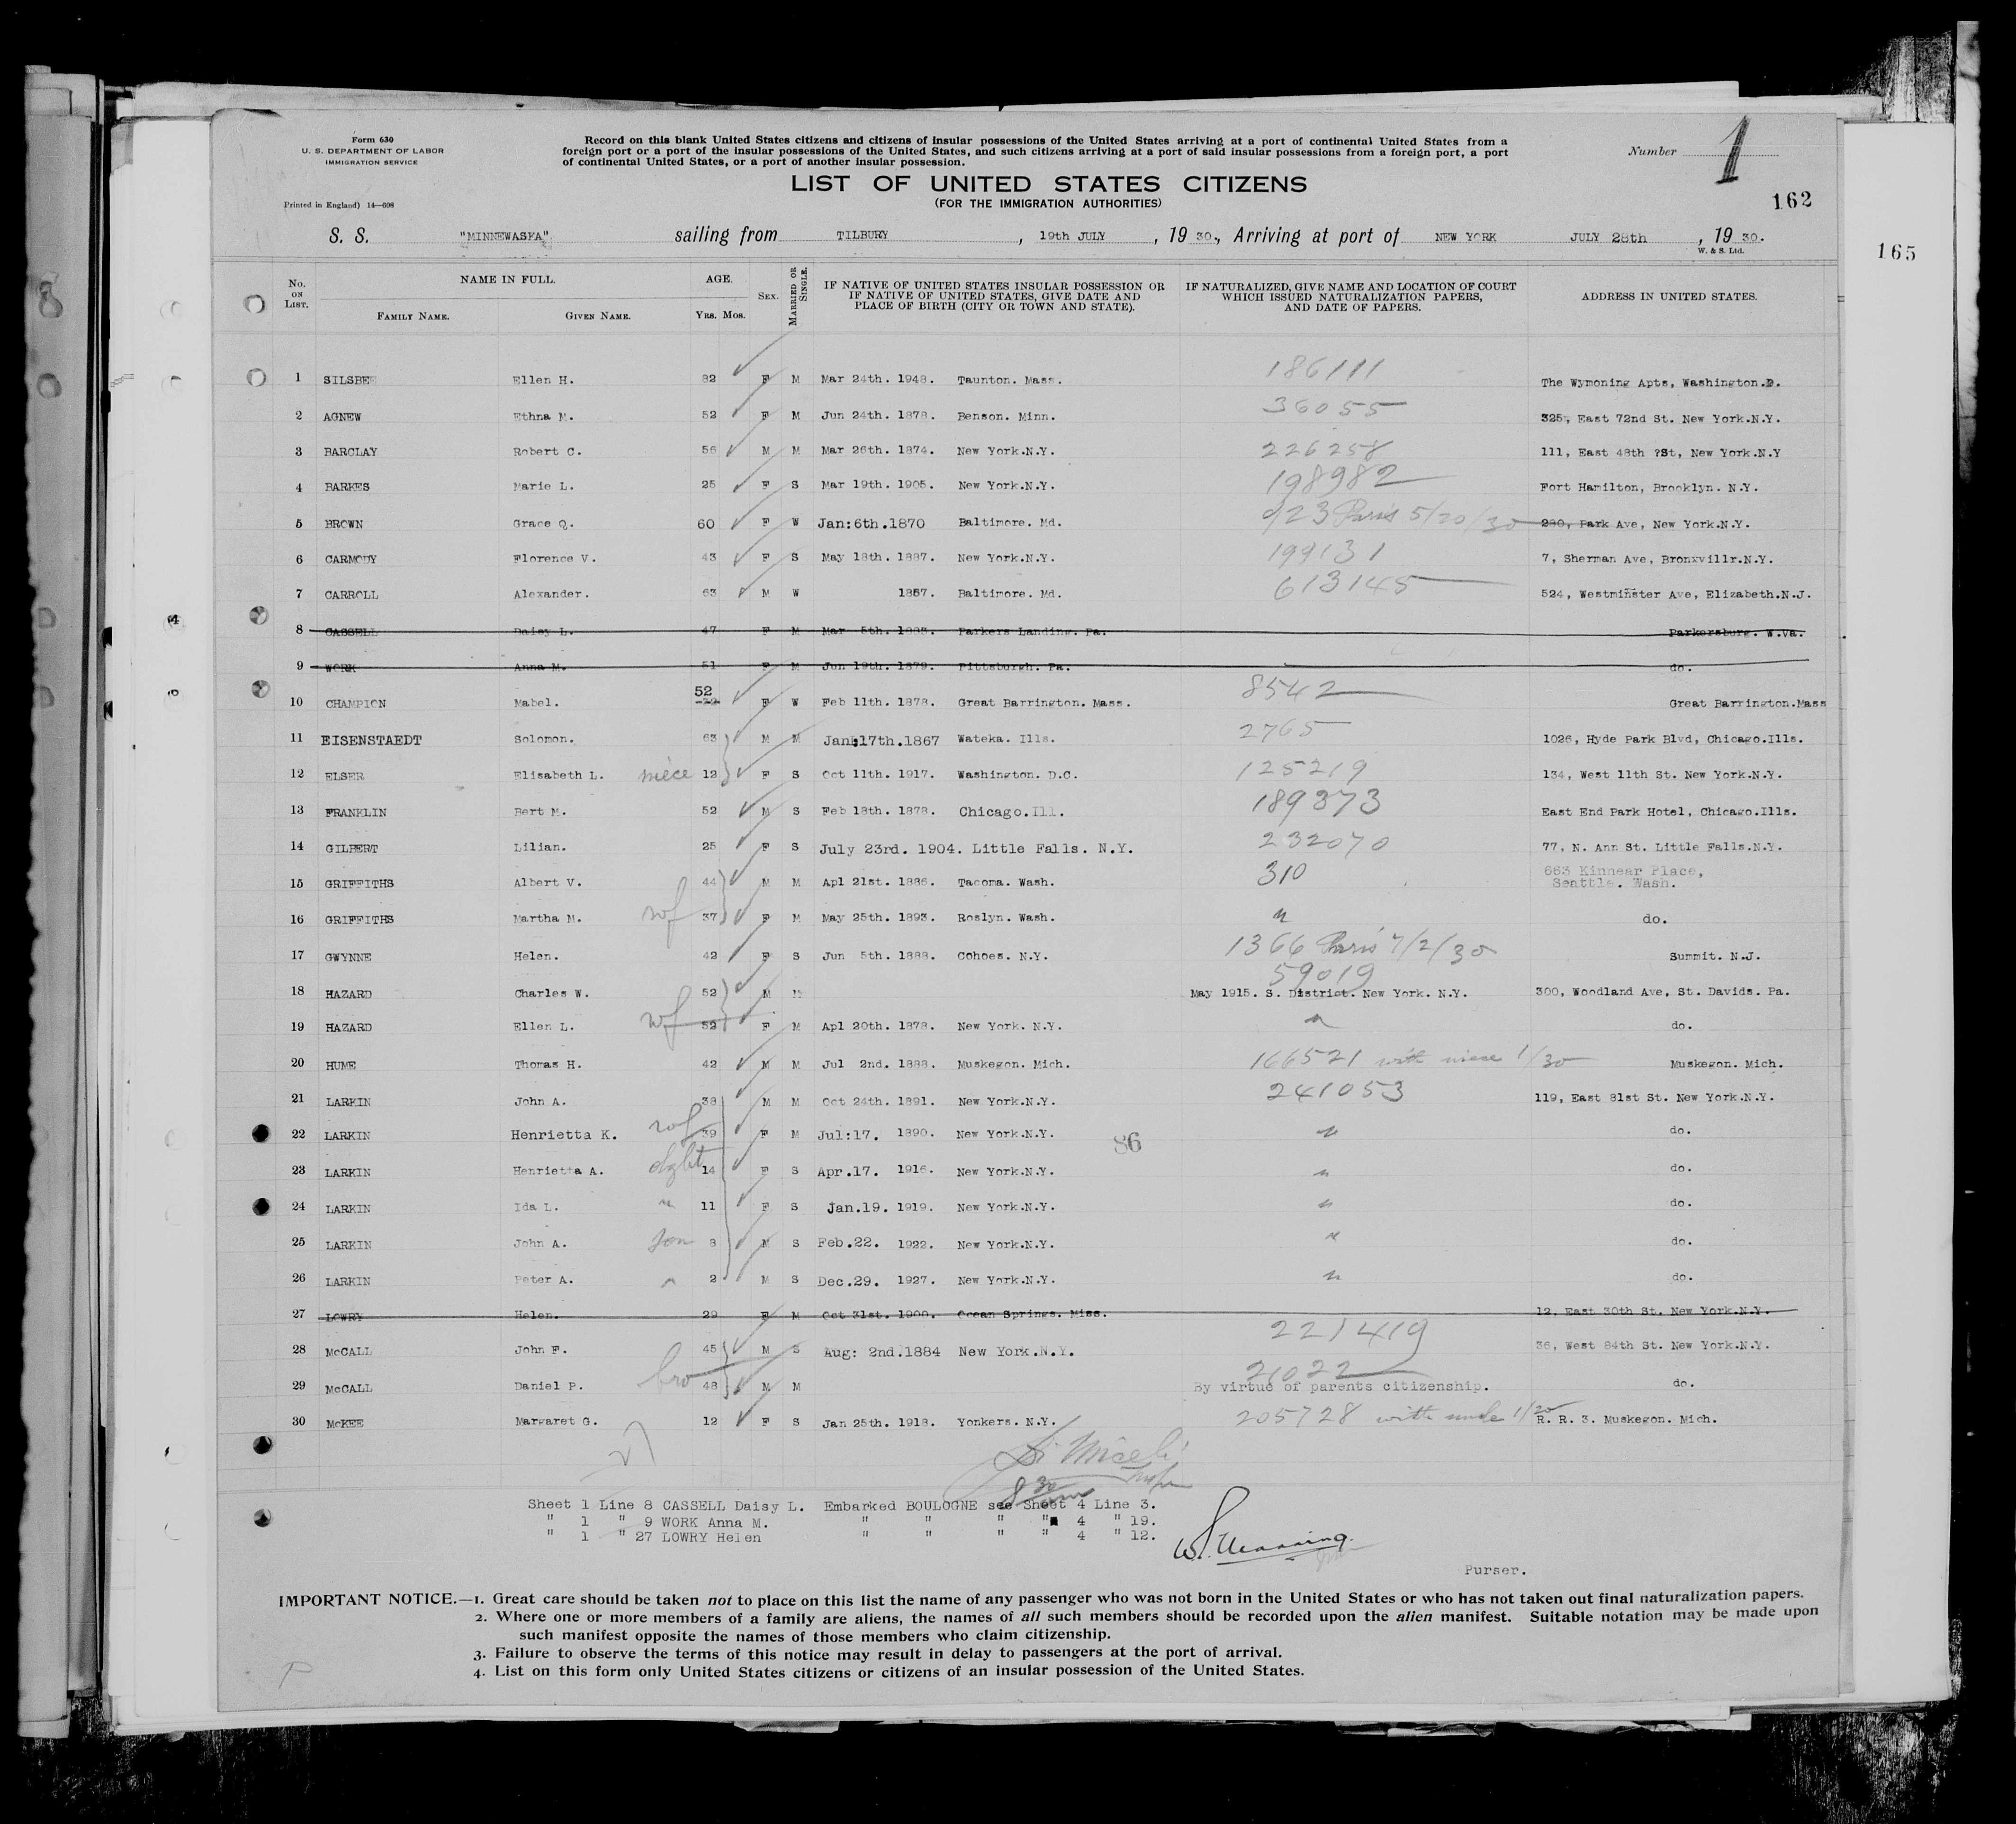 Form 630
U. S. DEPARTMENT OF LABOR
IMMIGRATION SERVICE
Printed in England) 14—608
Record on this blank United States citizens and citizens of insular possessions of the United States arriving at a port of continental United States from a
foreign port or a port of the insular possessions of the United States, and such citizens arriving at a port of said insular possessions from a foreign port, a port
of continental United States, or a port of another insular possession.
Number 1
LIST OF UNITED STATES CITIZENS
(FOR THE IMMIGRATION AUTHORITIES)
162
165
S. S. "MINNEWASKA" sailing from TILBURY, 19th JULY, 19 30., Arriving at port of NEW YORK JULY 28th, 19 30.
W. & S. Ltd.
No. ON LIST. NAME IN FULL. FAMILY NAME. GIVEN NAME. AGE. YRS. MOS. SEX. MARRIED OR SINGLE. IF NATIVE OF UNITED STATES INSULAR POSSESSION OR IF NATIVE OF UNITED STATES, GIVE DATE AND PLACE OF BIRTH (CITY OR TOWN AND STATE). IF NATURALIZED, GIVE NAME AND LOCATION OF COURT WHICH ISSUED NATURALIZATION PAPERS, AND DATE OF PAPERS. ADDRESS IN UNITED STATES.
1 SILSBEE Ellen H. 82 F M Mar 24th. 1948. Taunton. Mass. 186111 The Wymoning Apts, Washington.D.
2 AGNEW Ethna M. 52 F M Jun 24th. 1878. Benson. Minn. 36055 325, East 72nd St. New York.N.Y.
3 BARCLAY Robert C. 56 M M Mar 26th. 1874. New York.N.Y. 226258 111, East 48th ?St, New York.N.Y
4 BARKES Marie L. 25 F S Mar 19th. 1905. New York.N.Y. 198982 Fort Hamilton, Brooklyn. N.Y.
5 BROWN Grace Q. 60 F W Jan:6th.1870 Baltimore. Md. 923 Paris 5/20/30 280, Park Ave, New York.N.Y.
6 CARMODY Florence V. 43 F S May 18th. 1887. New York.N.Y. 199131 7, Sherman Ave, Bronxvillr.N.Y.
7 CARROLL Alexander. 63 M W 1867. Baltimore. Md. 613145 524, Westminster Ave, Elizabeth.N.J.
8 CASSELL Daisy L. 47 F M Mar 5th. 1883. Parkers Landing. Pa. Parkersburg. W.Va.
9 WORK Anna M. 51 F M Jun 19th. 1879. Pittsburgh. Pa. do.
52
10 CHAMPION Mabel. F W Feb 11th. 1878. Great Barrington. Mass. 8542 Great Barrington.Mass
11 EISENSTAEDT Solomon. 63 M M Jan:17th.1867 Wateka. Ills. 2765 1026, Hyde Park Blvd, Chicago.Ills.
12 ELSER Elisabeth L. niece 12 F S Oct 11th. 1917. Washington. D.C. 125219 134, West 11th St. New York.N.Y.
13 FRANKLIN Bert M. 52 M S Feb 18th. 1878. Chicago.Ill. 189373 East End Park Hotel, Chicago.Ills.
14 GILBERT Lilian. 25 F S July 23rd. 1904. Little Falls. N.Y. 232070 77, N. Ann St. Little Falls.N.Y.
15 GRIFFITHS Albert V. 44 M M Apl 21st. 1886. Tacoma. Wash. 310 663 Kinnear Place,
Seattle. Wash.
16 GRIFFITHS Martha M. wf 37 F M May 25th. 1893. Roslyn. Wash. " do.
17 GWYNNE Helen. 42 F S Jun 5th. 1888. Cohoes. N.Y. 1366 Paris 7/2/30 Summit. N.J.
59019
18 HAZARD Charles W. 52 M M May 1915. S. District. New York. N.Y. 300, Woodland Ave, St. Davids. Pa.
19 HAZARD Ellen L. wf 52 F M Apl 20th. 1878. New York. N.Y. " do.
20 HUME Thomas H. 42 M M Jul 2nd. 1888. Muskegon. Mich. 166521 with niece 1/30 Muskegon. Mich.
21 LARKIN John A. 38 M M Oct 24th. 1891. New York.N.Y. 241053 119, East 81st St. New York.N.Y.
22 LARKIN Henrietta K. wf 39 F M Jul:17. 1890. New York.N.Y. " do.
86
23 LARKIN Henrietta A. dght 14 F S Apr.17. 1916. New York.N.Y. " do.
24 LARKIN Ida L. " 11 F S Jan.19. 1919. New York.N.Y. " do.
25 LARKIN John A. son 8 M S Feb.22. 1922. New York.N.Y. " do.
26 LARKIN Peter A. " 2 M S Dec.29. 1927. New York.N.Y. " do.
27 LOWRY Helen. 29 F M Oct 31st. 1900. Ocean Springs. Miss. 12, East 30th St. New York.N.Y.
28 McCALL John F. 45 M S Aug: 2nd.1884 New York.N.Y. 221419 36, West 84th St. New York.N.Y.
21022
29 McCALL Daniel P. bro 48 M M By virtue of parents citizenship. do.
30 McKEE Margaret G. 12 F S Jan 25th. 1918. Yonkers. N.Y. 205728 with uncle 1/20 R. R. 3. Muskegon. Mich.
Sheet 1 Line 8 CASSELL Daisy L. Embarked BOULOGNE see Sheet 4 Line 3.
" 1 " 9 WORK Anna M. " " " " 4 " 19.
" 1 " 27 LOWRY Helen " " " " 4 " 12.
Purser.
IMPORTANT NOTICE.—1. Great care should be taken not to place on this list the name of any passenger who was not born in the United States or who has not taken out final naturalization papers.
2. Where one or more members of a family are aliens, the names of all such members should be recorded upon the alien manifest. Suitable notation may be made upon
such manifest opposite the names of those members who claim citizenship.
3. Failure to observe the terms of this notice may result in delay to passengers at the port of arrival.
4. List on this form only United States citizens or citizens of an insular possession of the United States.